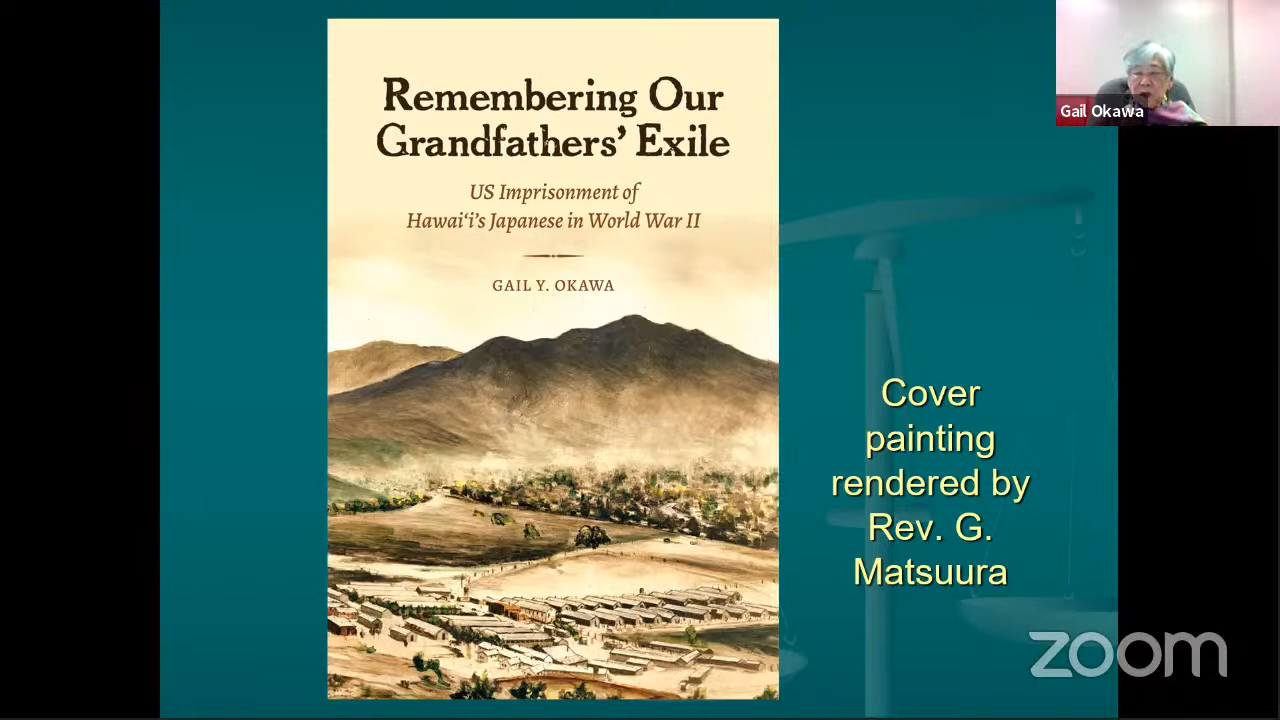 Remembering Our
Grandfathers’ Exile
US Imprisonment of
Hawai‘i’s Japanese in World War II
GAIL Y. OKAWA
Cover
painting
rendered by
Rev. G.
Matsuura
Gail Okawa
zoom